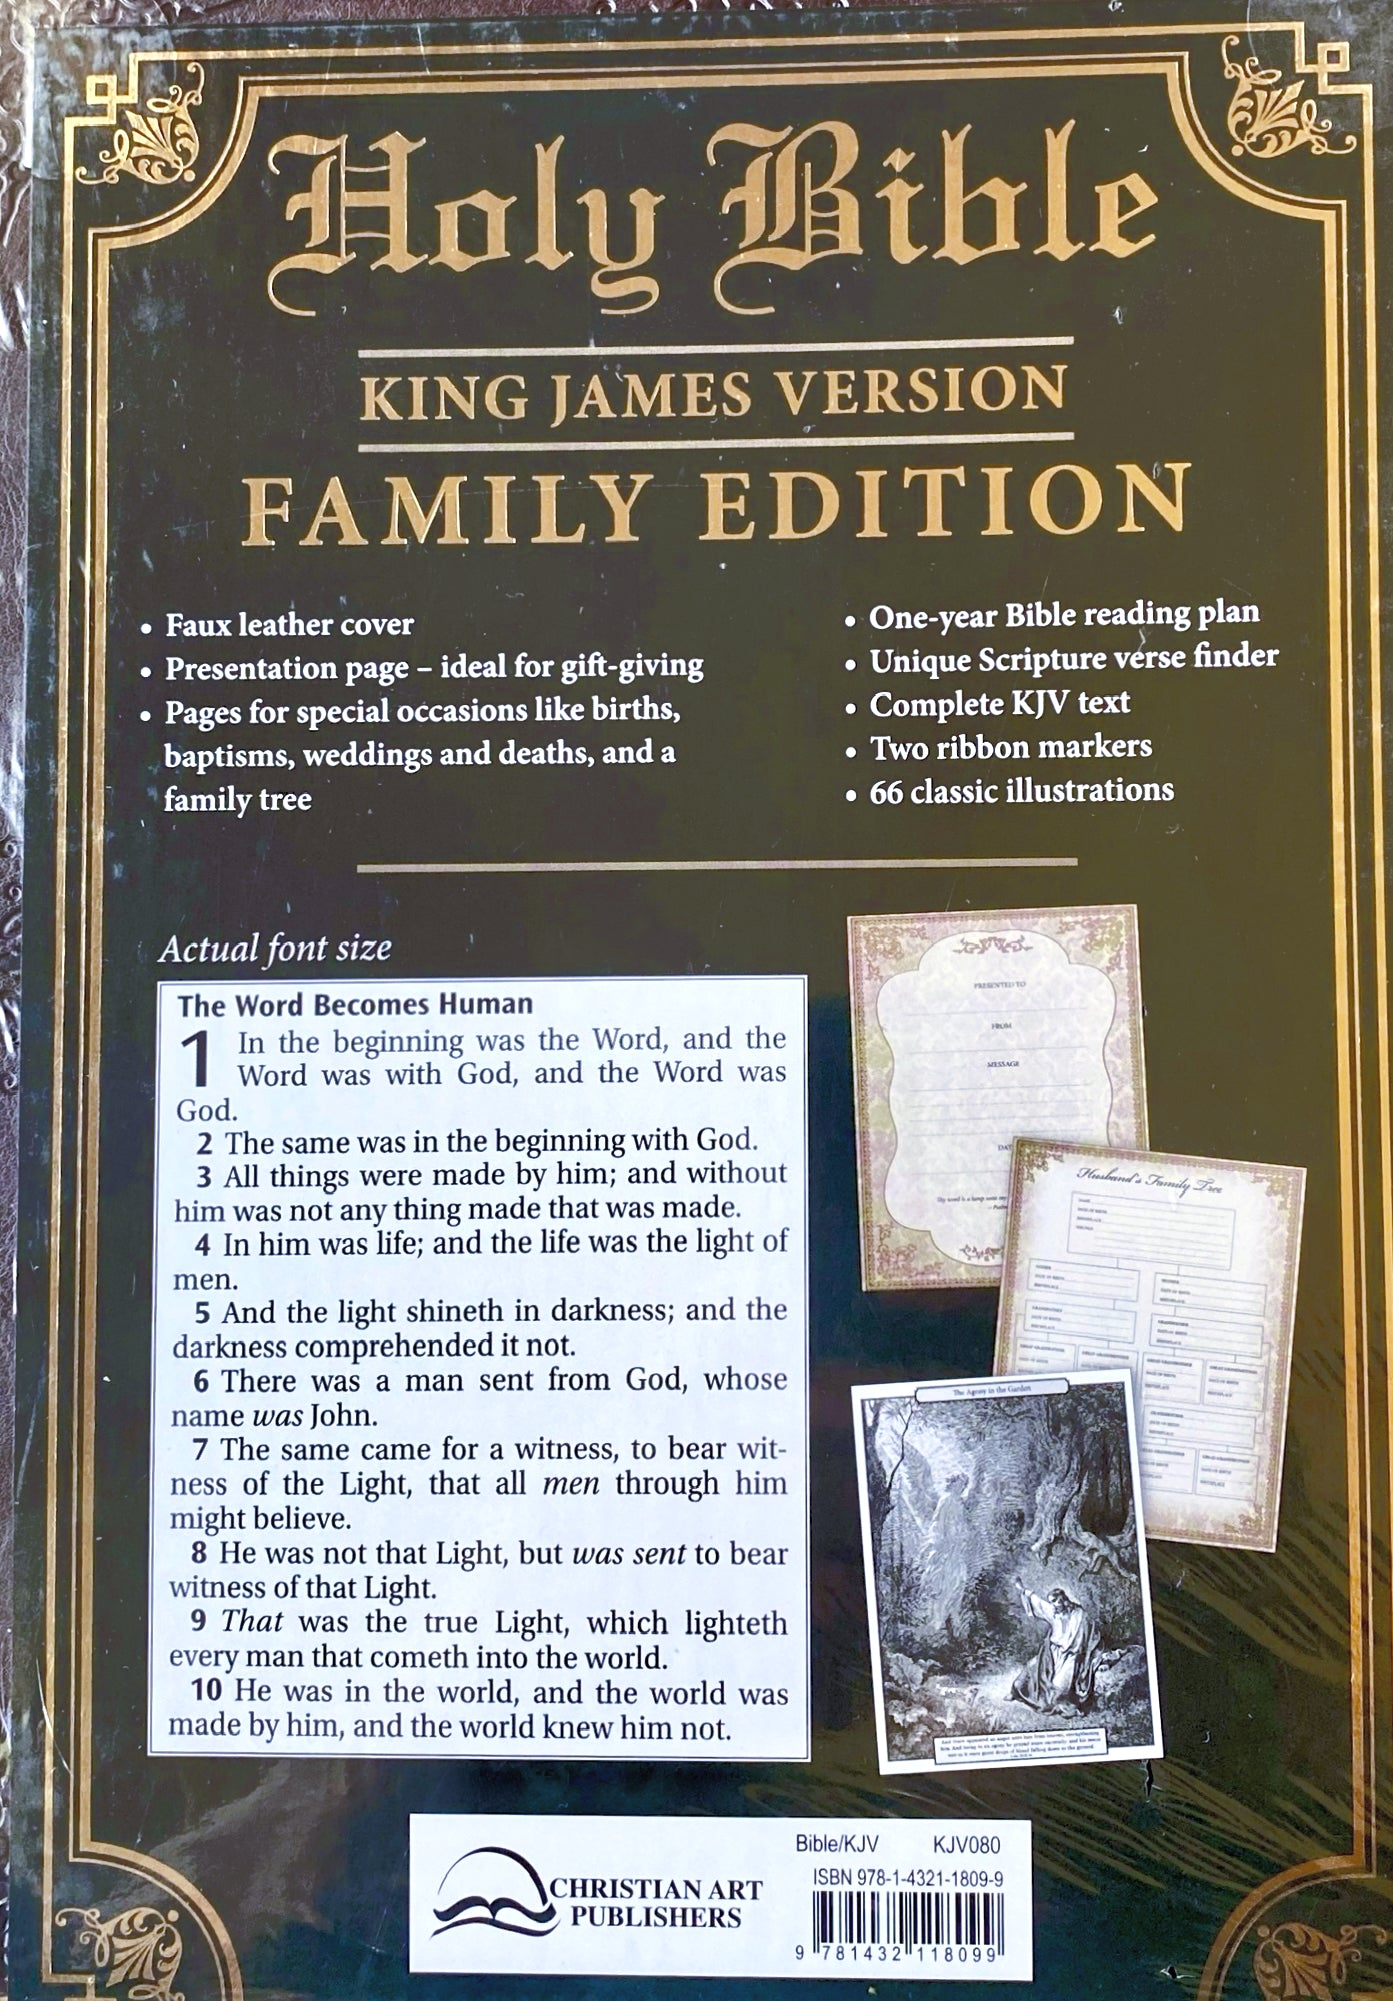 Holy Bible
KING JAMES VERSION
FAMILY EDITION
• Faux leather cover
• Presentation page – ideal for gift-giving
• Pages for special occasions like births,
baptisms, weddings and deaths, and a
family tree
• One-year Bible reading plan
• Unique Scripture verse finder
• Complete KJV text
• Two ribbon markers
• 66 classic illustrations
Actual font size
The Word Becomes Human
1 In the beginning was the Word, and the
Word was with God, and the Word was
God.
2 The same was in the beginning with God.
3 All things were made by him; and without
him was not any thing made that was made.
4 In him was life; and the life was the light of
men.
5 And the light shineth in darkness; and the
darkness comprehended it not.
6 There was a man sent from God, whose
name was John.
7 The same came for a witness, to bear wit-
ness of the Light, that all men through him
might believe.
8 He was not that Light, but was sent to bear
witness of that Light.
9 That was the true Light, which lighteth
every man that cometh into the world.
10 He was in the world, and the world was
made by him, and the world knew him not.
PRESENTED TO
FROM
MESSAGE
Husband's Family Tree
The Agony in the Garden
CHRISTIAN ART
PUBLISHERS
Bible/KJV KJV080
ISBN 978-1-4321-1809-9
9 781432 118099